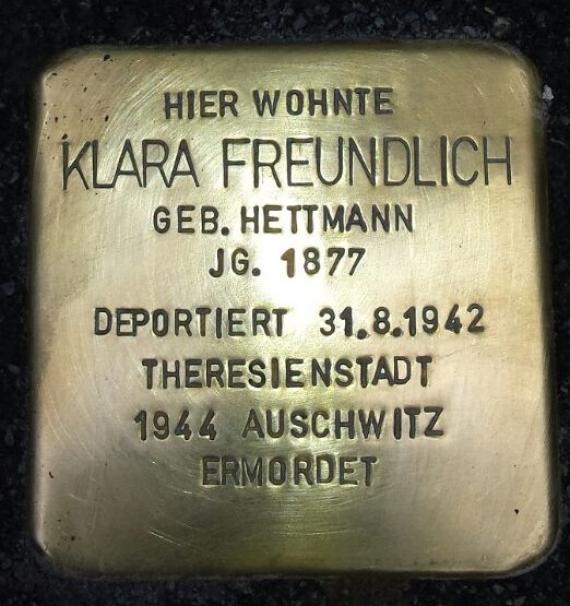 HIER WOHNTE
KLARA FREUNDLICH
GEB. HETTMANN
JG. 1877
DEPORTIERT 31.8.1942
THERESIENSTADT
1944 AUSCHWITZ
ERMORDET